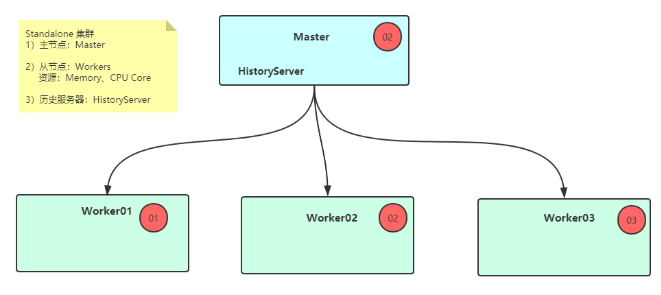 Standalone 集群
1）主节点：Master
2）从节点：Workers
资源：Memory、CPU Core
3）历史服务器：HistoryServer
Master
02
HistoryServer
Worker01
01
Worker02
02
Worker03
03